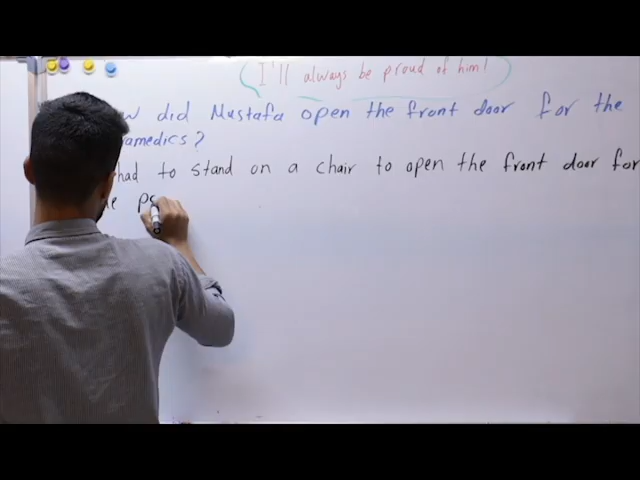 I'll always be proud of him!
did Mustafa open the front door for the
?
had to stand on a chair to open the front door for